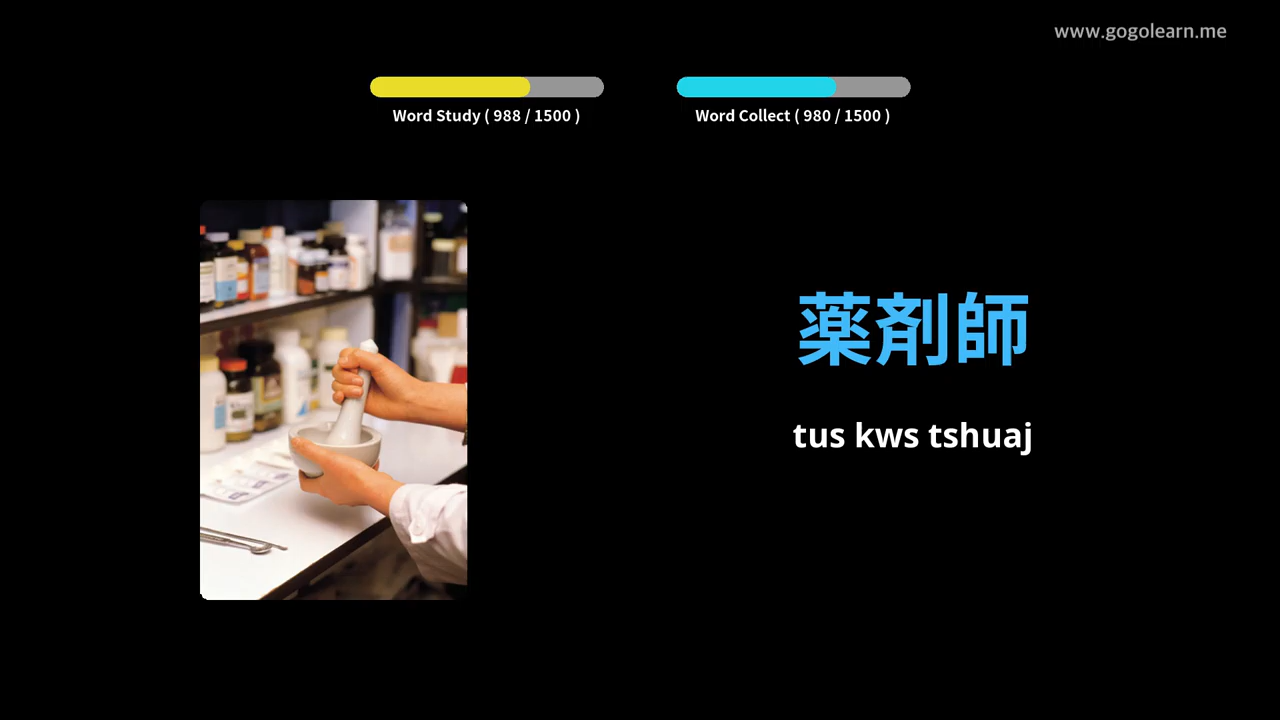 www.gogolearn.me
Word Study ( 988 / 1500 )
Word Collect ( 980 / 1500 )
薬剤師
tus kws tshuaj